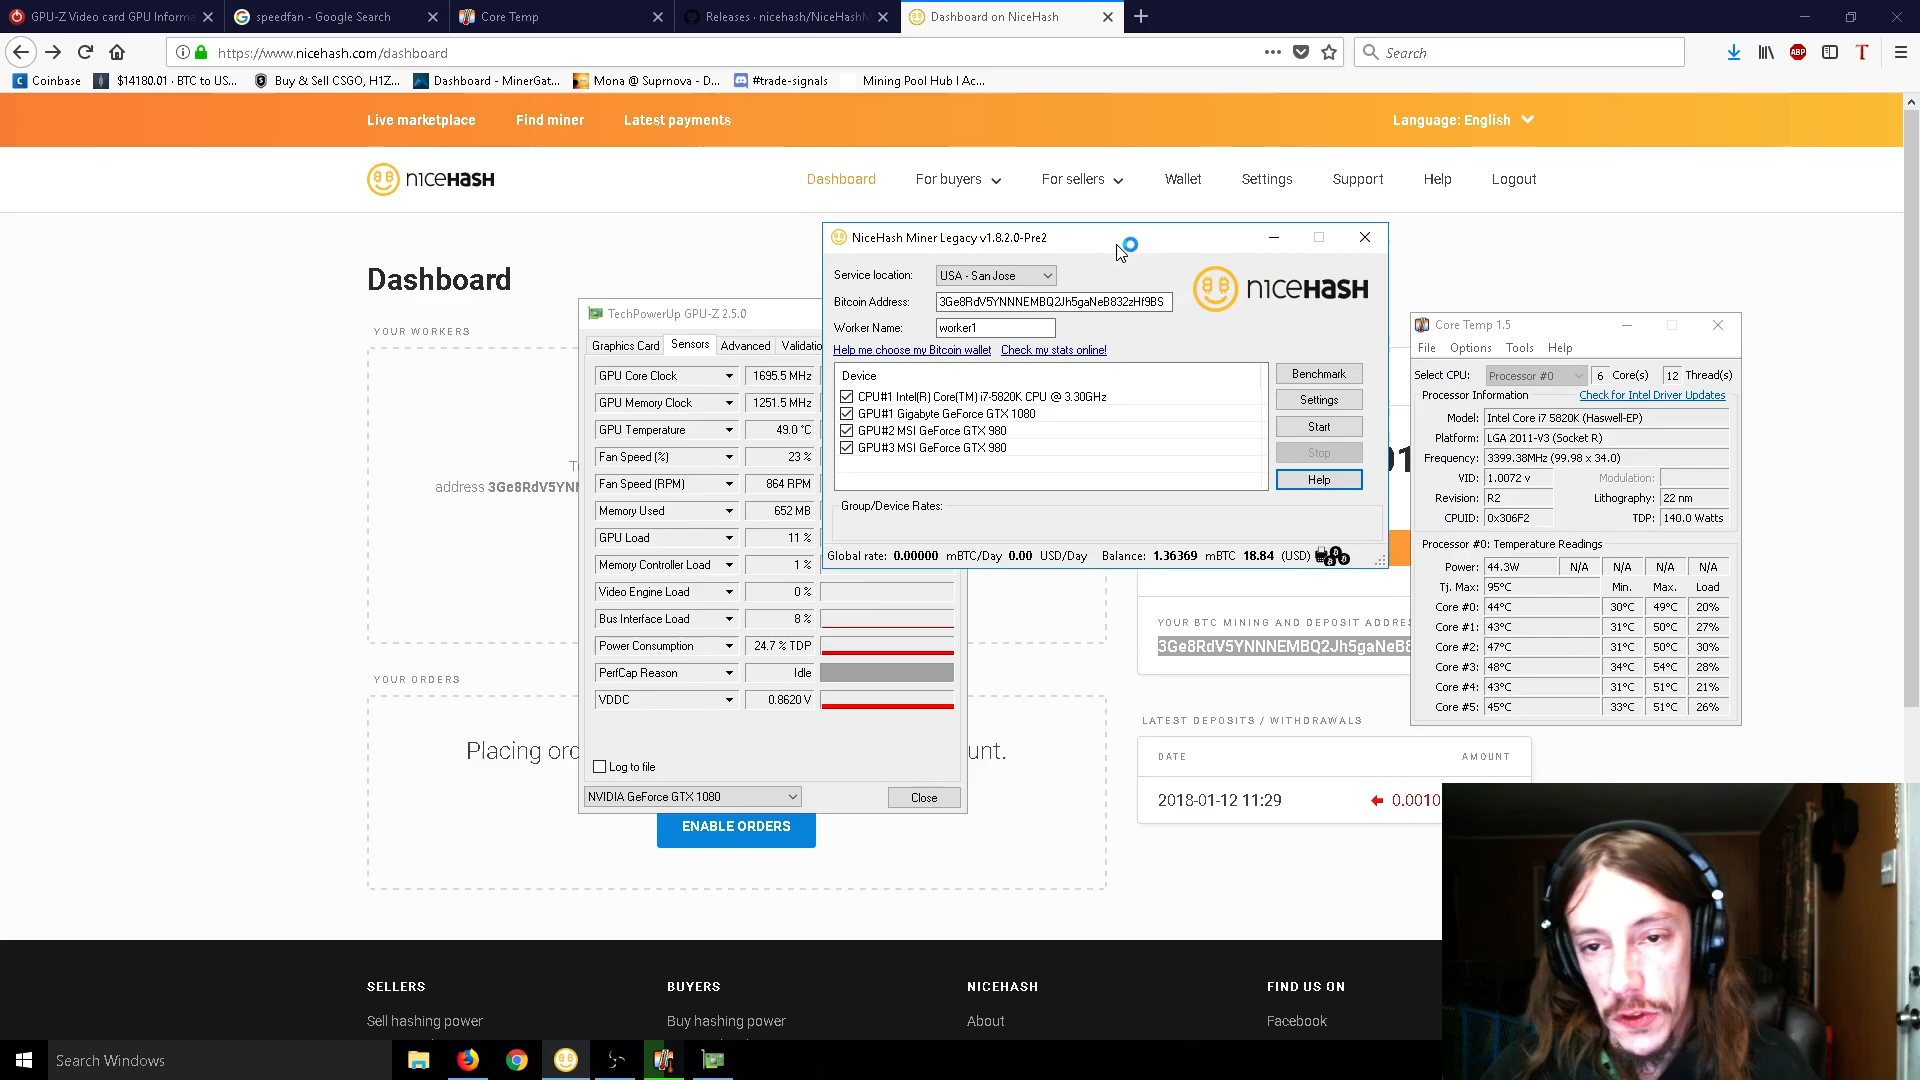 GPU-Z Video card GPU Informa
speedfan - Google Search
Core Temp
Releases · nicehash/NiceHashM
Dashboard on NiceHash
https://www.nicehash.com/dashboard
Search
Coinbase
$14180.01 · BTC to US...
Buy & Sell CSGO, H1Z...
Dashboard - MinerGat...
Mona @ Suprnova - D...
#trade-signals
Mining Pool Hub | Ac...
Live marketplace
Find miner
Latest payments
Language: English
nicehash
Dashboard
For buyers
For sellers
Wallet
Settings
Support
Help
Logout
Dashboard
YOUR WORKERS
address 3Ge8RdV5YNN
YOUR ORDERS
ENABLE ORDERS
TechPowerUp GPU-Z 2.5.0
Graphics Card
Sensors
Advanced
Validatio
GPU Core Clock 1695.5 MHz
GPU Memory Clock 1251.5 MHz
GPU Temperature 49.0 °C
Fan Speed (%) 23 %
Fan Speed (RPM) 864 RPM
Memory Used 652 MB
GPU Load 11 %
Memory Controller Load 1 %
Video Engine Load 0 %
Bus Interface Load 8 %
Power Consumption 24.7 % TDP
PerfCap Reason Idle
VDDC 0.8620 V
Log to file
NVIDIA GeForce GTX 1080
Close
NiceHash Miner Legacy v1.8.2.0-Pre2
Service location: USA - San Jose
Bitcoin Address: 3Ge8RdV5YNNNEMBQ2Jh5gaNeB832zHf9BS
Worker Name: worker1
Help me choose my Bitcoin wallet
Check my stats online!
nicehash
Device
CPU#1 Intel(R) Core(TM) i7-5820K CPU @ 3.30GHz
GPU#1 Gigabyte GeForce GTX 1080
GPU#2 MSI GeForce GTX 980
GPU#3 MSI GeForce GTX 980
Benchmark
Settings
Start
Stop
Help
Group/Device Rates:
Global rate: 0.00000 mBTC/Day 0.00 USD/Day Balance: 1.36369 mBTC 18.84 (USD)
YOUR BTC MINING AND DEPOSIT ADDRES
3Ge8RdV5YNNNEMBQ2Jh5gaNeB8
LATEST DEPOSITS / WITHDRAWALS
DATE
AMOUNT
2018-01-12 11:29
0.0010
Core Temp 1.5
File
Options
Tools
Help
Select CPU: Processor #0 6 Core(s) 12 Thread(s)
Processor Information
Check for Intel Driver Updates
Model: Intel Core i7 5820K (Haswell-EP)
Platform: LGA 2011-V3 (Socket R)
Frequency: 3399.38MHz (99.98 x 34.0)
VID: 1.0072 v
Modulation:
Revision: R2
Lithography: 22 nm
CPUID: 0x306F2
TDP: 140.0 Watts
Processor #0: Temperature Readings
Power: 44.3W N/A N/A N/A N/A
Tj. Max: 95°C Min. Max. Load
Core #0: 44°C 30°C 49°C 20%
Core #1: 43°C 31°C 50°C 27%
Core #2: 47°C 31°C 50°C 30%
Core #3: 48°C 34°C 54°C 28%
Core #4: 43°C 31°C 51°C 21%
Core #5: 45°C 33°C 51°C 26%
Placing ord
unt.
SELLERS
BUYERS
NICEHASH
FIND US ON
Sell hashing power
Buy hashing power
About
Facebook
Search Windows